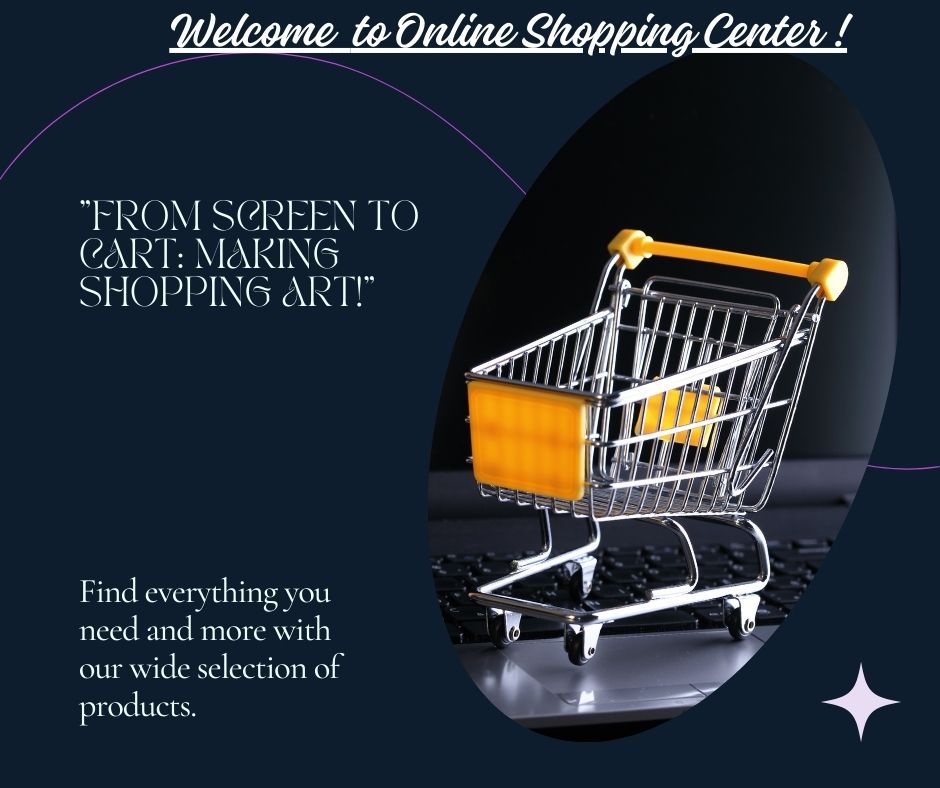 Welcome to Online Shopping Center !
"FROM SCREEN TO
CART: MAKING
SHOPPING ART!"
Find everything you
need and more with
our wide selection of
products.